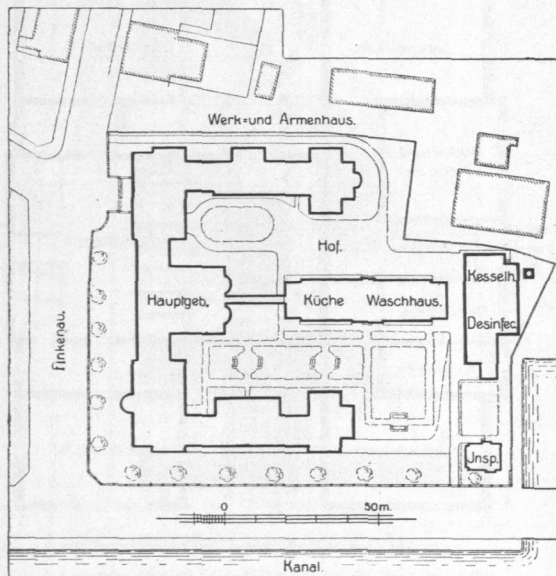 Werk=und Armenhaus.
Hof.
Kesselh.
Hauptgeb.
Küche Waschhaus.
Desinfec.
Finkenau.
Jnsp.
0 50m.
Kanal.